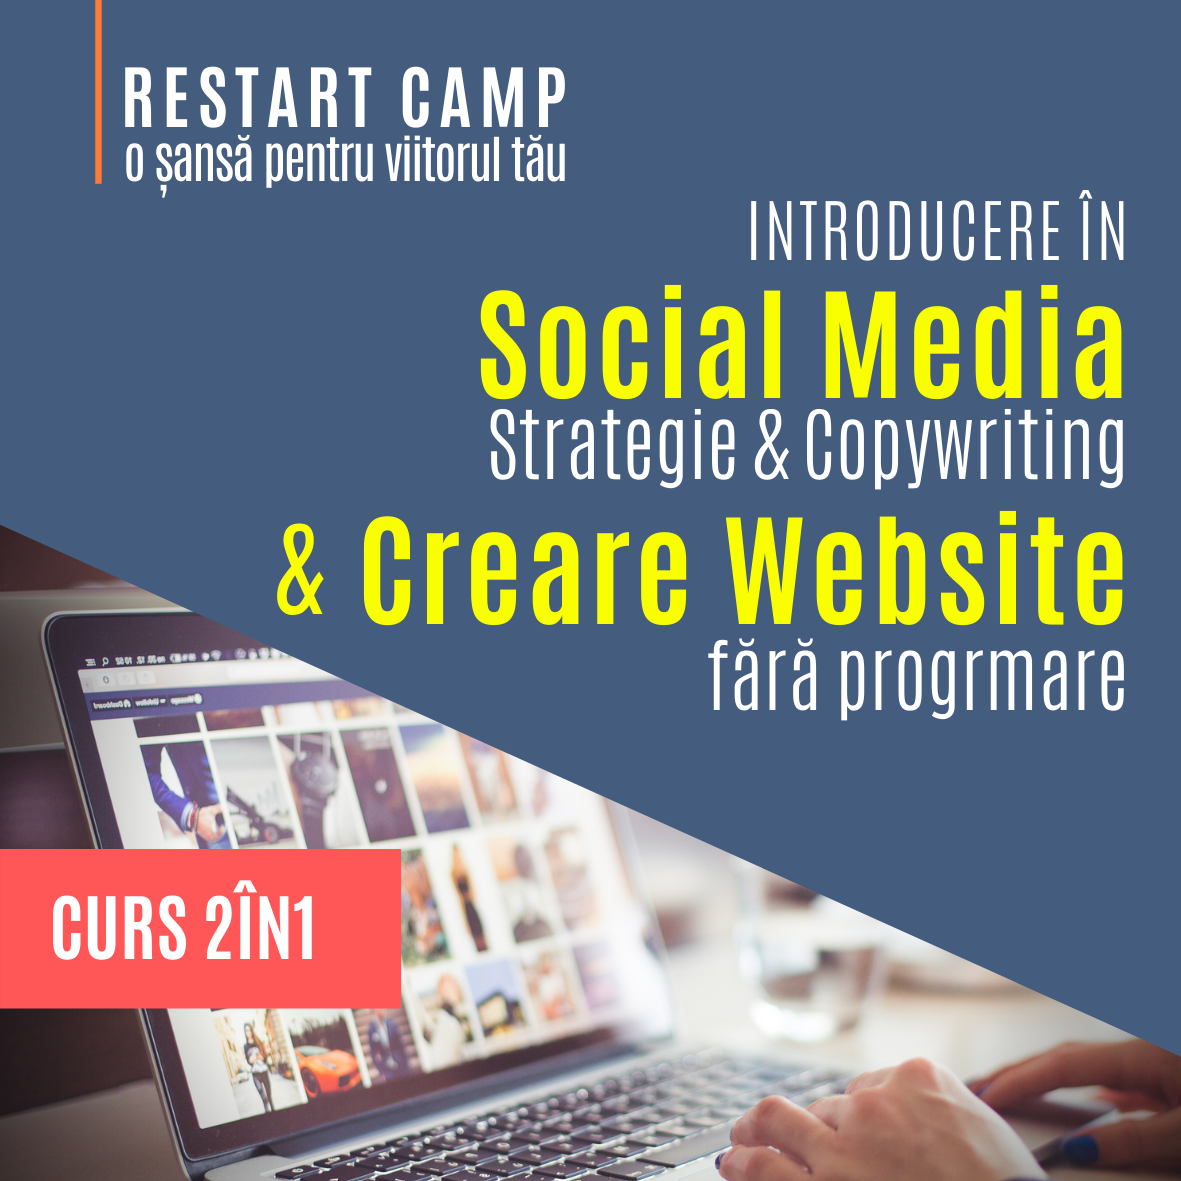 RESTART CAMP
o șansă pentru viitorul tău
INTRODUCERE ÎN
Social Media
Strategie & Copywriting
& Creare Website
fără progrmare
CURS 2ÎN1